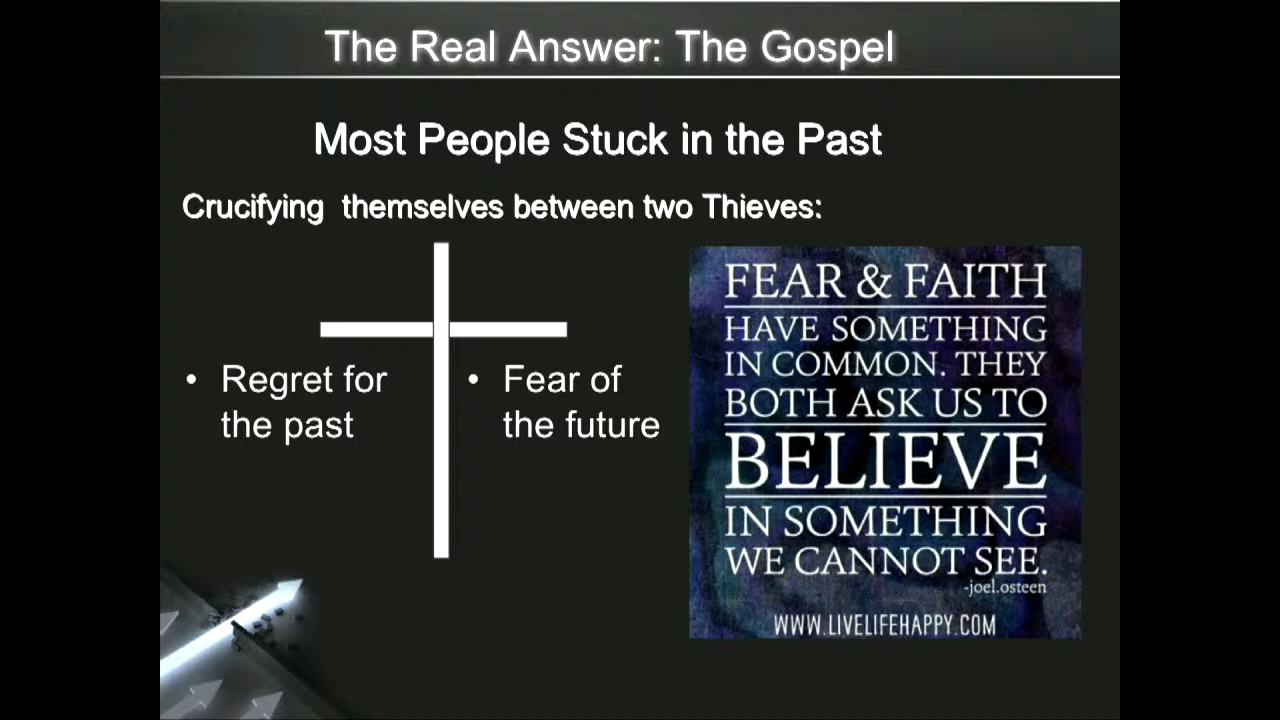 The Real Answer: The Gospel
Most People Stuck in the Past
Crucifying themselves between two Thieves:
• Regret for
the past
• Fear of
the future
FEAR & FAITH
HAVE SOMETHING
IN COMMON. THEY
BOTH ASK US TO
BELIEVE
IN SOMETHING
WE CANNOT SEE.
-joel.osteen
WWW.LIVELIFEHAPPY.COM